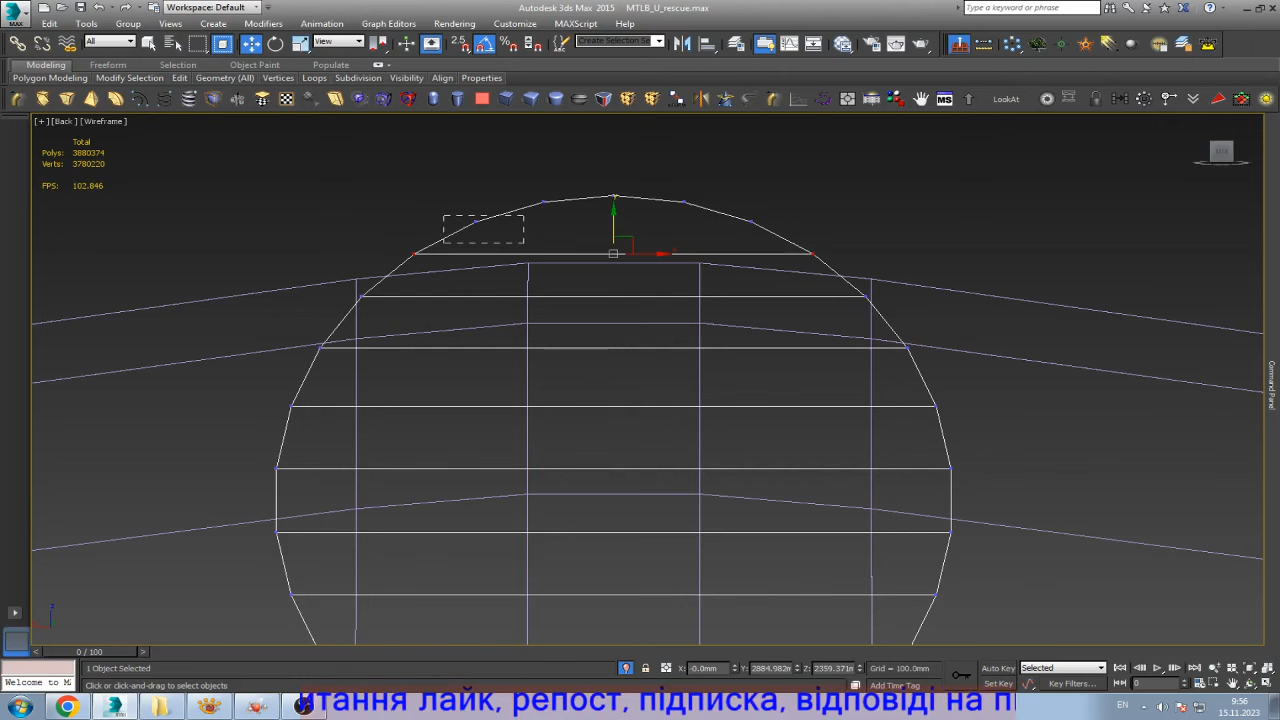 Autodesk 3ds Max 2015 MTLB_U_rescue.max
Workspace: Default
Type a keyword or phrase
MAX
Edit Tools Group Views Create Modifiers Animation Graph Editors Rendering Customize MAXScript Help
All View Create Selection Se
Modeling Freeform Selection Object Paint Populate
Polygon Modeling Modify Selection Edit Geometry (All) Vertices Loops Subdivision Visibility Align Properties
MS LookAt
[+] [Back] [Wireframe]
Total
Polys: 3880374
Verts: 3780220
FPS: 102.846
Command Panel
0 / 100
1 Object Selected X: -0.0mm Y: 2884.982m Z: 2359.371m Grid = 100.0mm Auto Key Selected
Welcome to M Click or click-and-drag to select objects Add Time Tag Set Key Key Filters... 0
итання лайк, репост, підписка, відповіді на п
EN 9:56
15.11.2023